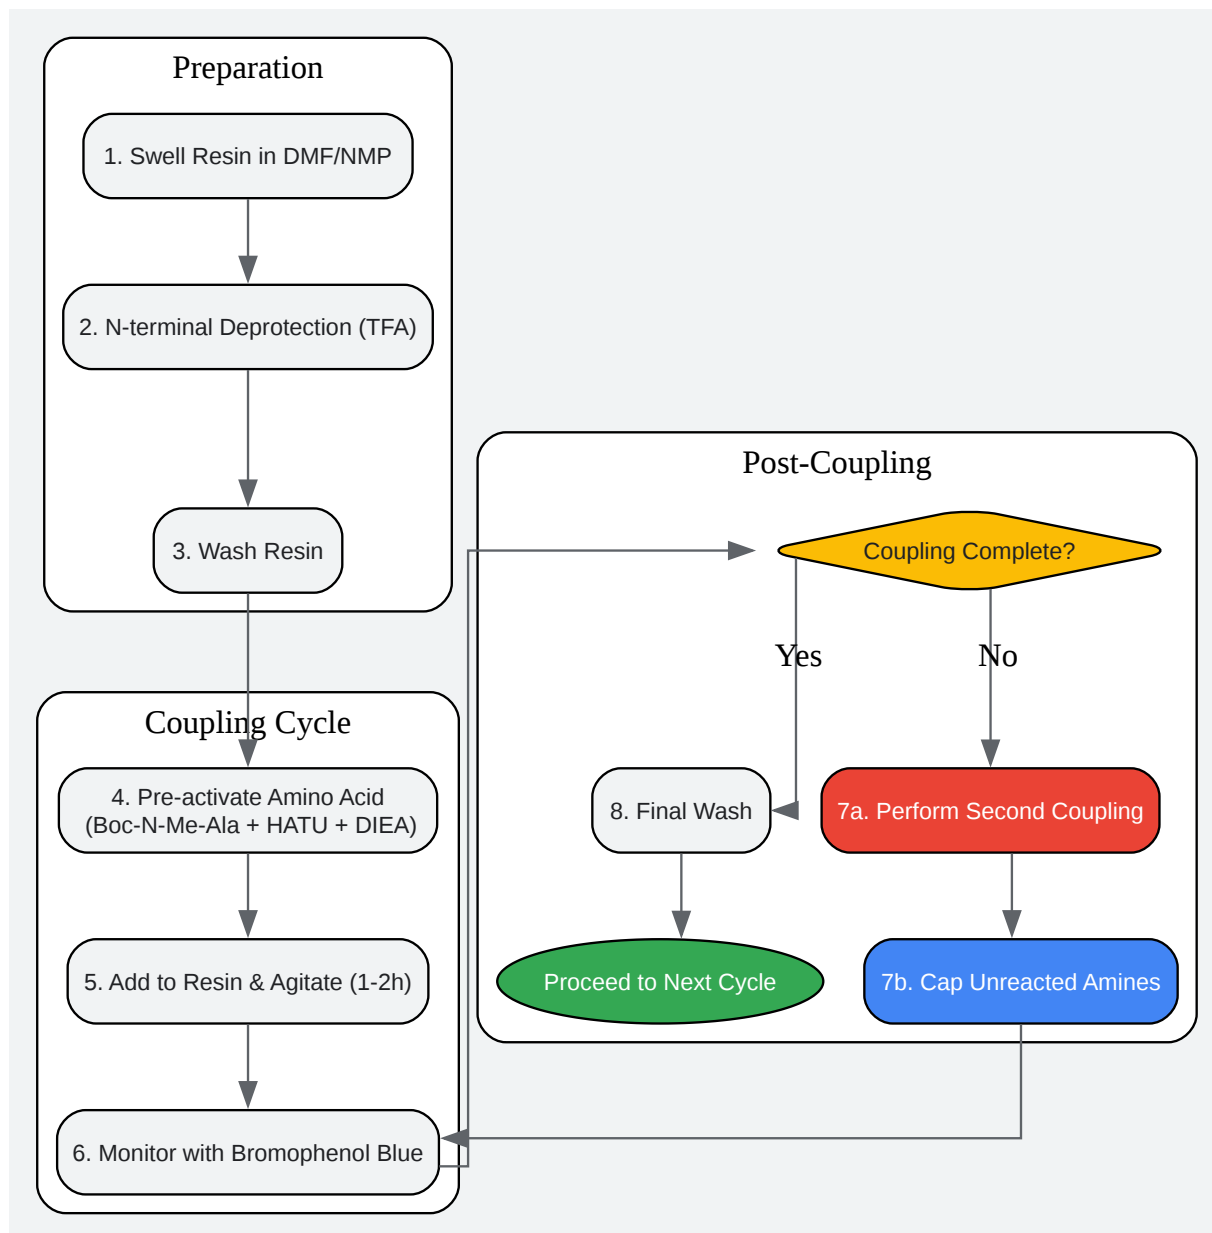 Preparation
1. Swell Resin in DMF/NMP
2. N-terminal Deprotection (TFA)
3. Wash Resin
Coupling Cycle
4. Pre-activate Amino Acid
(Boc-N-Me-Ala + HATU + DIEA)
5. Add to Resin & Agitate (1-2h)
6. Monitor with Bromophenol Blue
Post-Coupling
Coupling Complete?
Yes
No
8. Final Wash
7a. Perform Second Coupling
Proceed to Next Cycle
7b. Cap Unreacted Amines